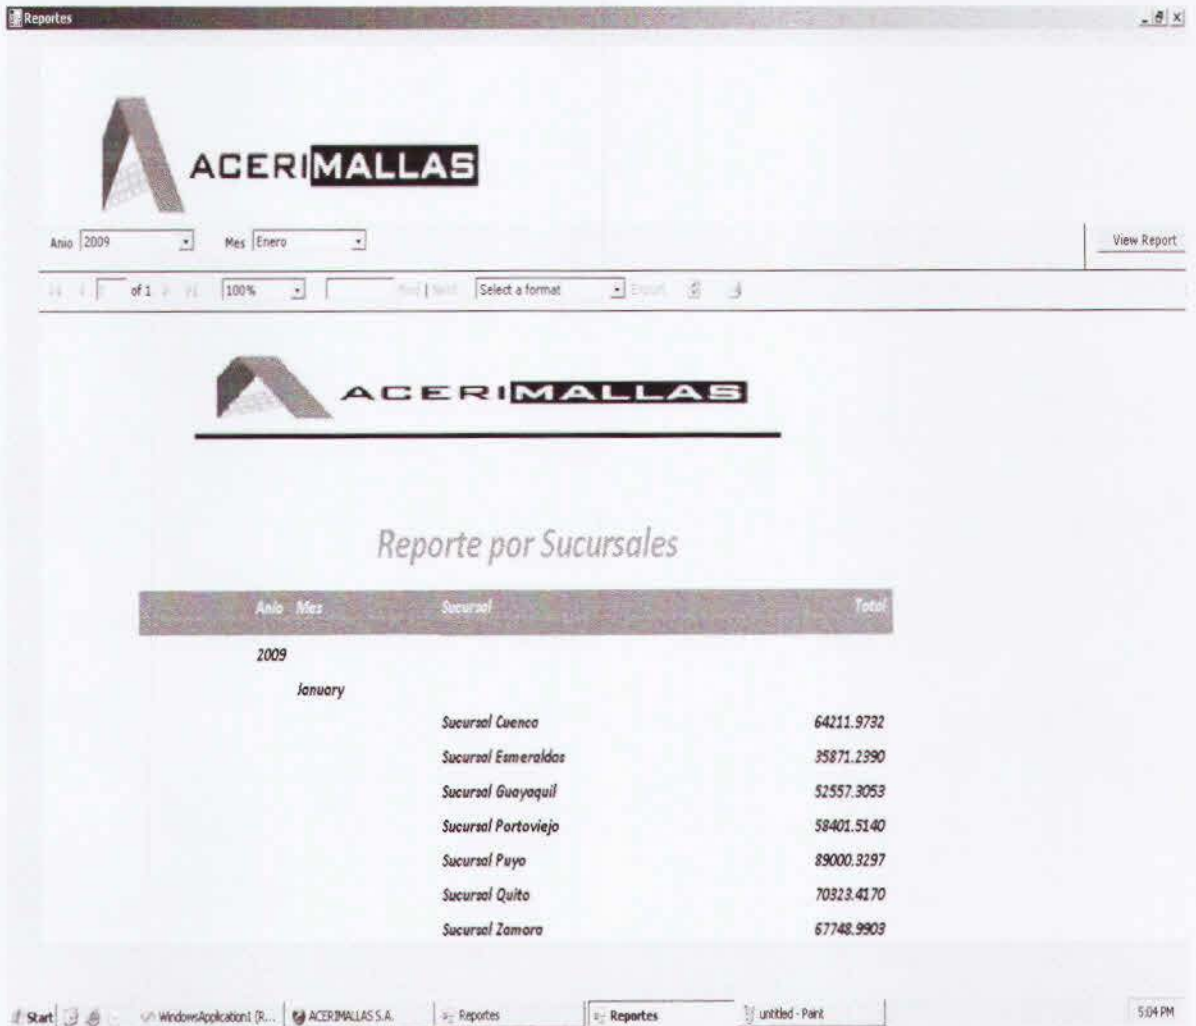 Reportes
ACERIMALLAS
Anio 2009 Mes Enero View Report
of 1 100% Find | Next Select a format Export
ACERIMALLAS
Reporte por Sucursales
Anio Mes Sucursal Total
2009
January
Sucursal Cuenca 64211.9732
Sucursal Esmeraldas 35871.2390
Sucursal Guayaquil 52557.3053
Sucursal Portoviejo 58401.5140
Sucursal Puyo 89000.3297
Sucursal Quito 70323.4170
Sucursal Zamora 67748.9903
Start WindowsApplication1 (R... ACERIMALLAS S.A. Reportes Reportes untitled - Paint 5:04 PM